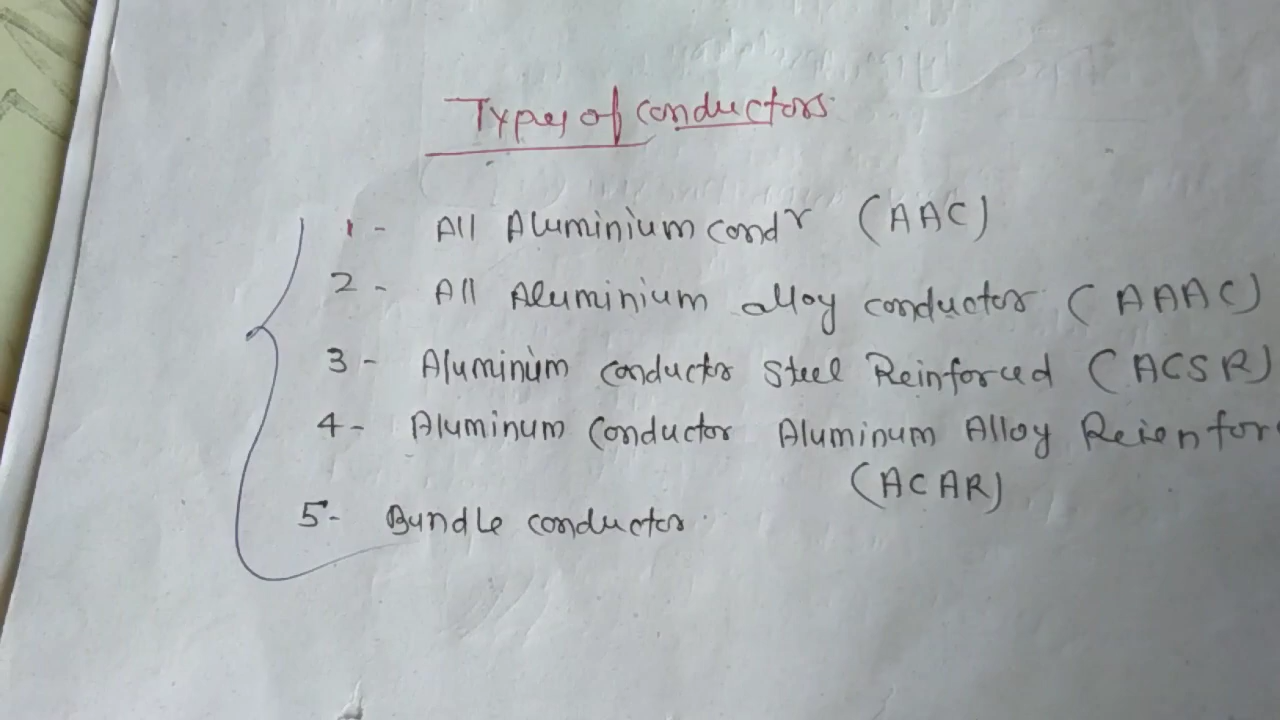 Types of conductors
1- All Aluminium condr (AAC)
2- All Aluminium alloy conductor (AAAC)
3- Aluminium conductor Steel Reinforced (ACSR)
4- Aluminum Conductor Aluminum Alloy Reienfor
(ACAR)
5- Bundle conductor